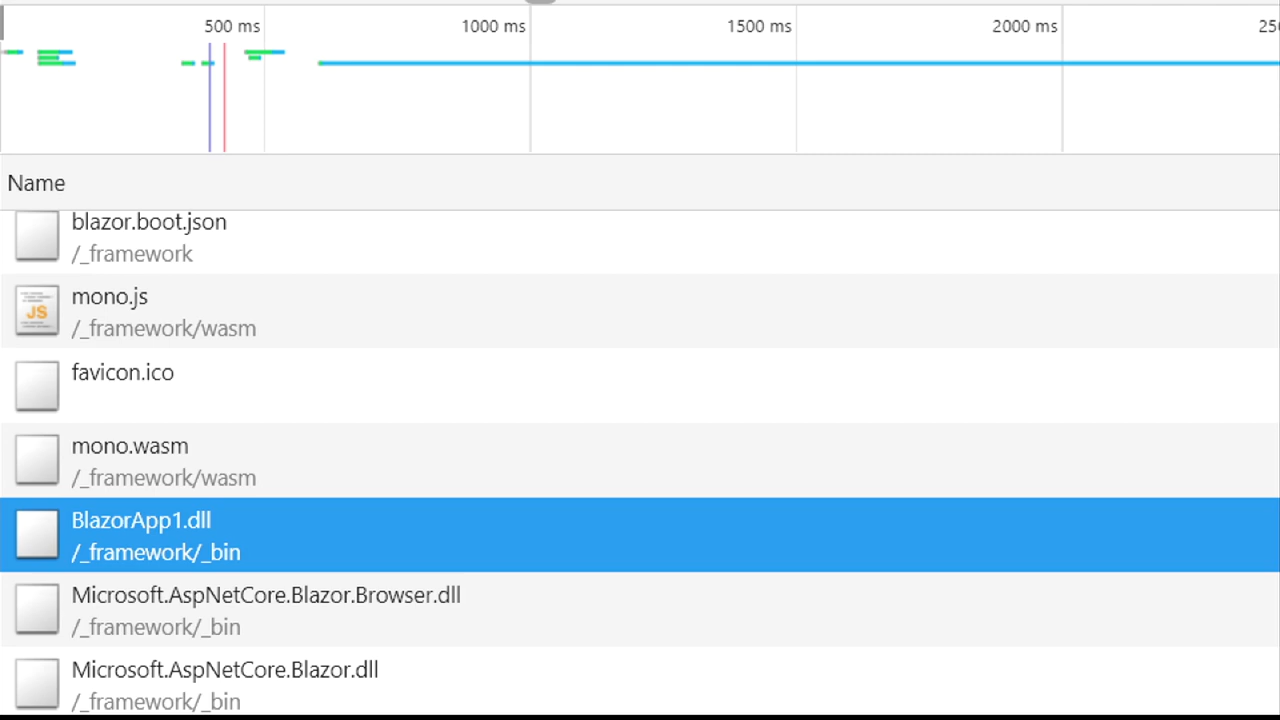 500 ms 1000 ms 1500 ms 2000 ms
Name
blazor.boot.json
/_framework
mono.js
/_framework/wasm
JS
favicon.ico
mono.wasm
/_framework/wasm
BlazorApp1.dll
/_framework/_bin
Microsoft.AspNetCore.Blazor.Browser.dll
/_framework/_bin
Microsoft.AspNetCore.Blazor.dll
/_framework/_bin